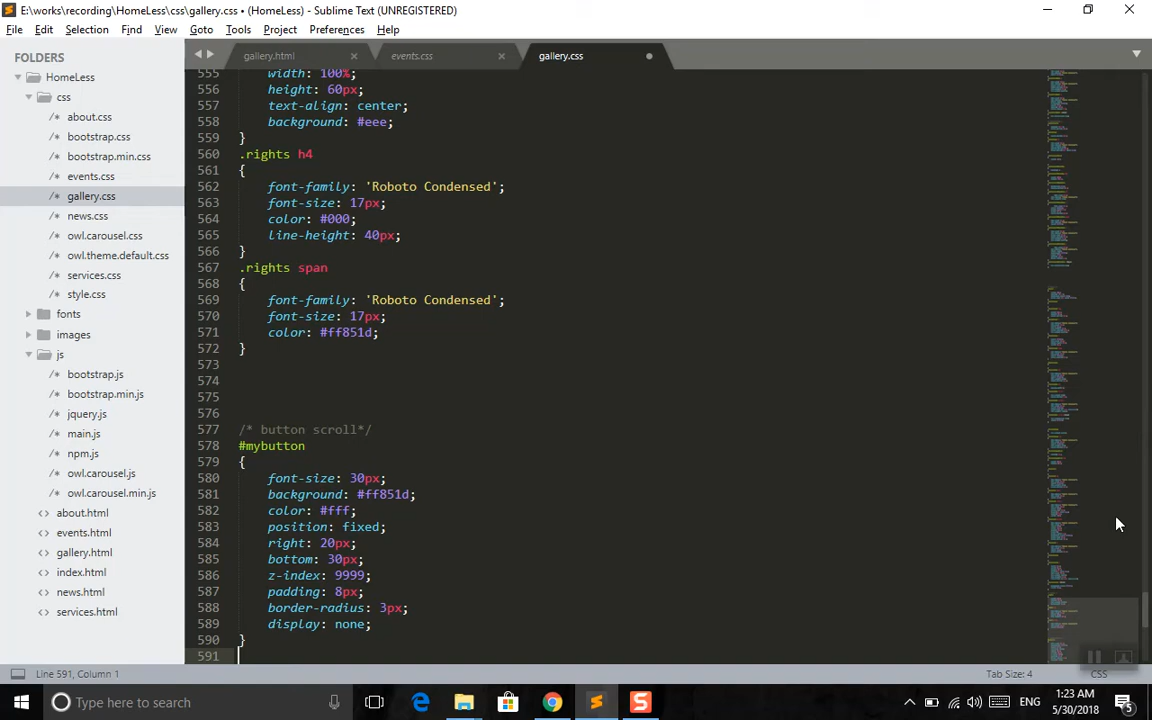 E:\works\recording\HomeLess\css\gallery.css • (HomeLess) - Sublime Text (UNREGISTERED)
File Edit Selection Find View Goto Tools Project Preferences Help
FOLDERS
HomeLess
css
/* about.css
/* bootstrap.css
/* bootstrap.min.css
/* events.css
/* gallery.css
/* news.css
/* owl.carousel.css
/* owl.theme.default.css
/* services.css
/* style.css
fonts
images
js
/* bootstrap.js
/* bootstrap.min.js
/* jquery.js
/* main.js
/* npm.js
/* owl.carousel.js
/* owl.carousel.min.js
<> about.html
<> events.html
<> gallery.html
<> index.html
<> news.html
<> services.html
gallery.html events.css gallery.css
555 width: 100%;
556 height: 60px;
557 text-align: center;
558 background: #eee;
559 }
560 .rights h4
561 {
562 font-family: 'Roboto Condensed';
563 font-size: 17px;
564 color: #000;
565 line-height: 40px;
566 }
567 .rights span
568 {
569 font-family: 'Roboto Condensed';
570 font-size: 17px;
571 color: #ff851d;
572 }
573
574
575
576
577 /* button scroll*/
578 #mybutton
579 {
580 font-size: 30px;
581 background: #ff851d;
582 color: #fff;
583 position: fixed;
584 right: 20px;
585 bottom: 30px;
586 z-index: 9999;
587 padding: 8px;
588 border-radius: 3px;
589 display: none;
590 }
591
Line 591, Column 1 Tab Size: 4 CSS
Type here to search
ENG
1:23 AM
5/30/2018
5